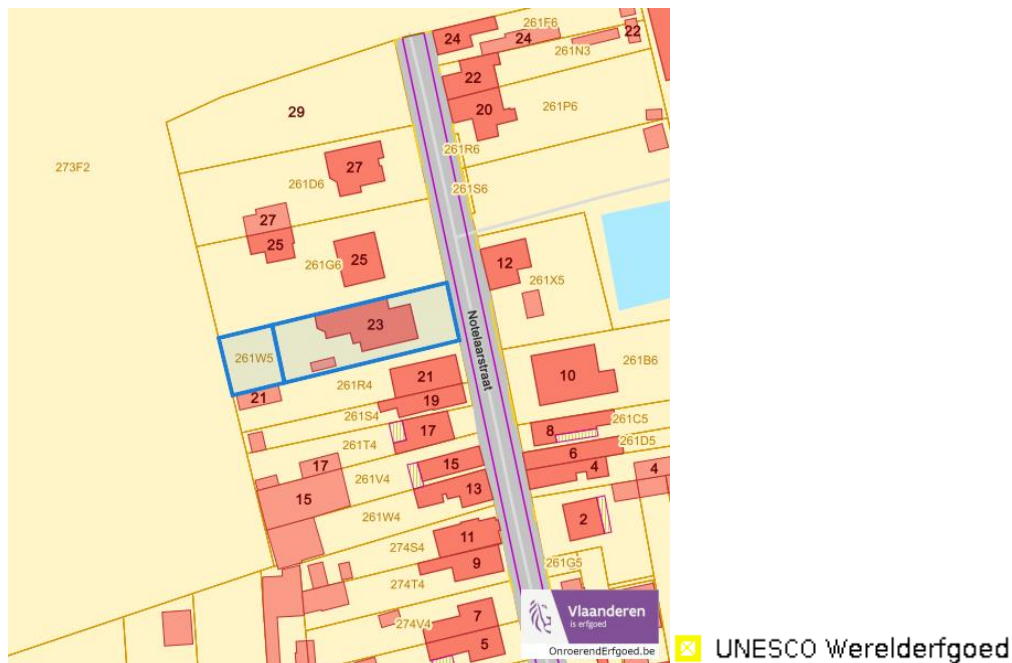 24
261F6
24
22
261N3
22
20
261P6
29
261R6
273F2
27
261D6
261S6
27
25
25
261G6
12
261X5
23
Notelaarstraat
261W5
261B6
10
21
261R4
21
19
261S4
17
8
261C5
261D5
261T4
6
17
15
4
4
261V4
15
13
261W4
2
11
274S4
9
261G5
274T4
7
274V4
5
Vlaanderen
is erfgoed
OnroerendErfgoed.be
UNESCO Werelderfgoed